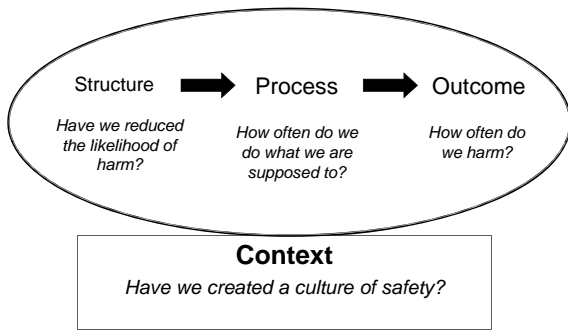 Structure
Process
Outcome
Have we reduced
the likelihood of
harm?
How often do we
do what we are
supposed to?
How often do
we harm?
Context
Have we created a culture of safety?